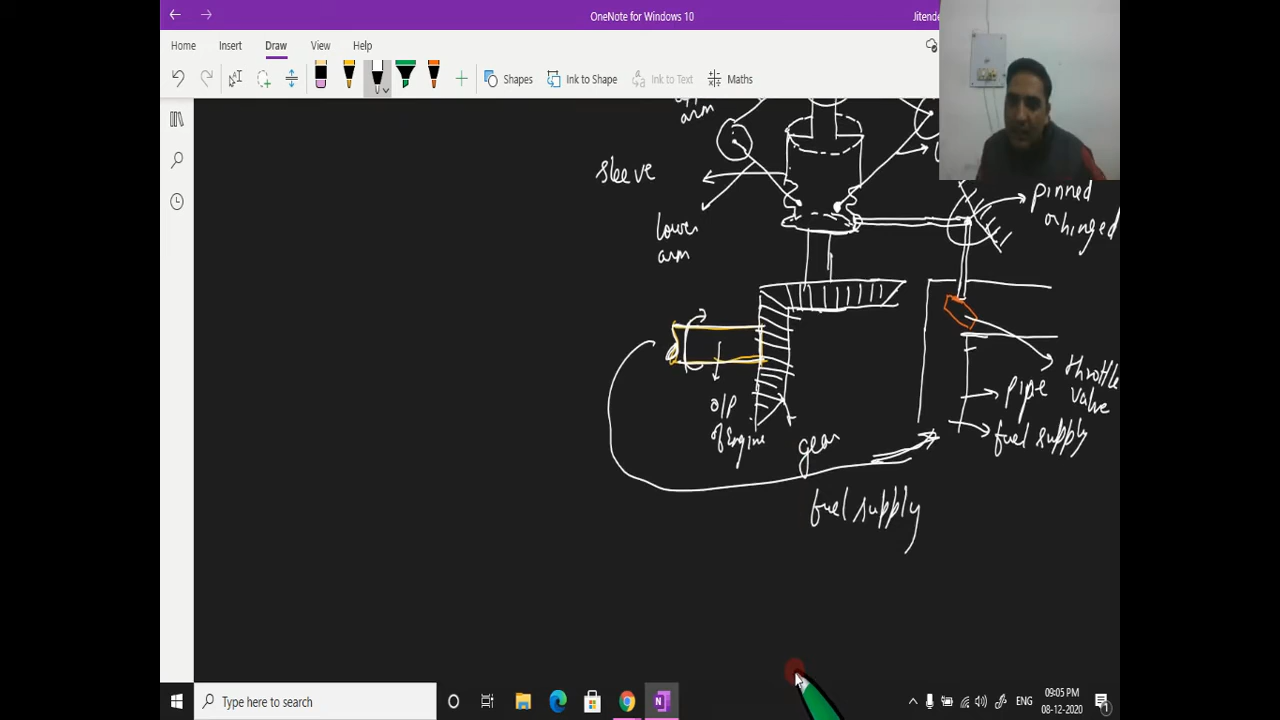 OneNote for Windows 10
Jitende
Home Insert Draw View Help
Shapes Ink to Shape Ink to Text Maths
arm
sleeve
lower
arm
pinned
or hinged
throttle
valve
pipe
fuel supply
O/P
of Engine
gear
fuel supply
Type here to search
ENG
09:05 PM
08-12-2020